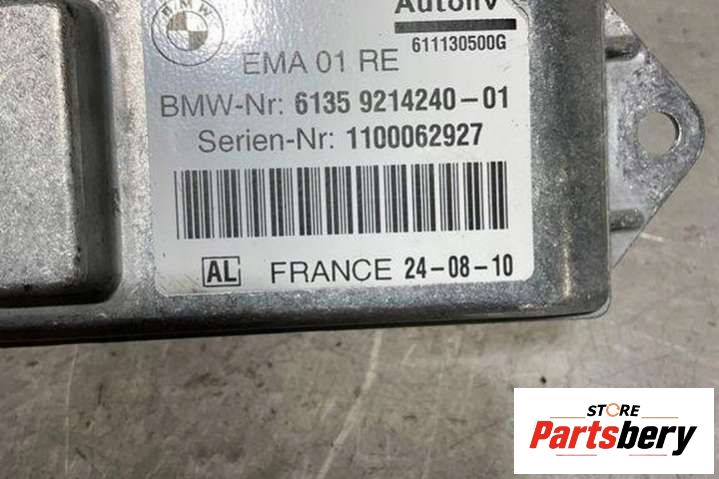 BMW
Autoliv
611130500G
EMA 01 RE
BMW-Nr: 6135 9214240-01
Serien-Nr: 1100062927
AL FRANCE 24-08-10
STORE
Partsbery